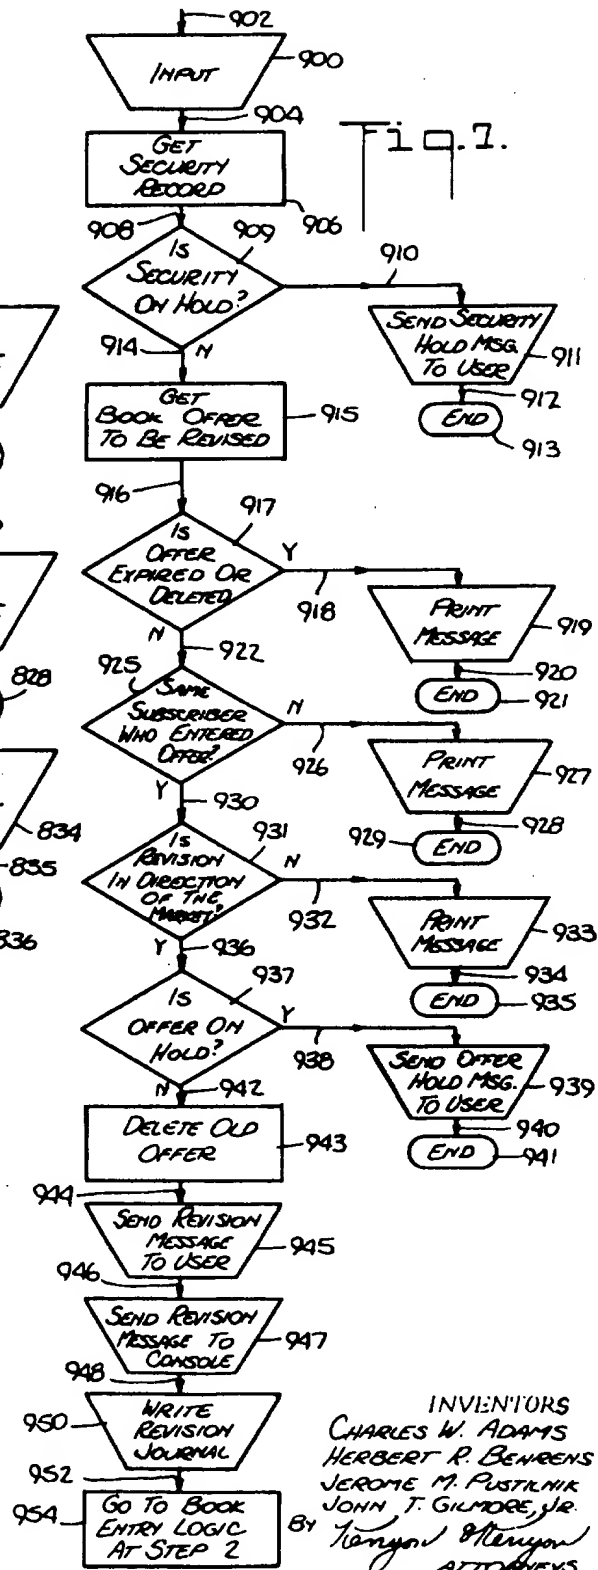 902
INPUT
900
904
Fig. 7.
GET
SECURITY
RECORD
906
908
909
IS
SECURITY
ON HOLD?
910
914
N
SEND SECURITY
HOLD MSG.
TO USER
911
912
END
913
GET
BOOK OFFER
TO BE REVISED
915
916
917
IS
OFFER
EXPIRED OR
DELETED
Y
918
PRINT
MESSAGE
919
920
END
921
N
922
925
SAME
SUBSCRIBER
WHO ENTERED
OFFER?
N
926
PRINT
MESSAGE
927
928
929
END
828
Y
930
931
IS
REVISION
IN DIRECTION
OF THE
MARKET?
N
932
PRINT
MESSAGE
933
934
END
935
834
835
836
Y
936
937
IS
OFFER ON
HOLD?
Y
938
SEND OFFER
HOLD MSG.
TO USER
939
940
END
941
N
942
DELETE OLD
OFFER
943
944
SEND REVISION
MESSAGE
TO USER
945
946
SEND REVISION
MESSAGE TO
CONSOLE
947
948
WRITE
REVISION
JOURNAL
950
952
GO TO BOOK
ENTRY LOGIC
AT STEP 2
954
INVENTORS
CHARLES W. ADAMS
HERBERT R. BEHRENS
JEROME M. PUSTILNIK
JOHN T. GILMORE, JR.
BY Kenyon & Kenyon
ATTORNEYS